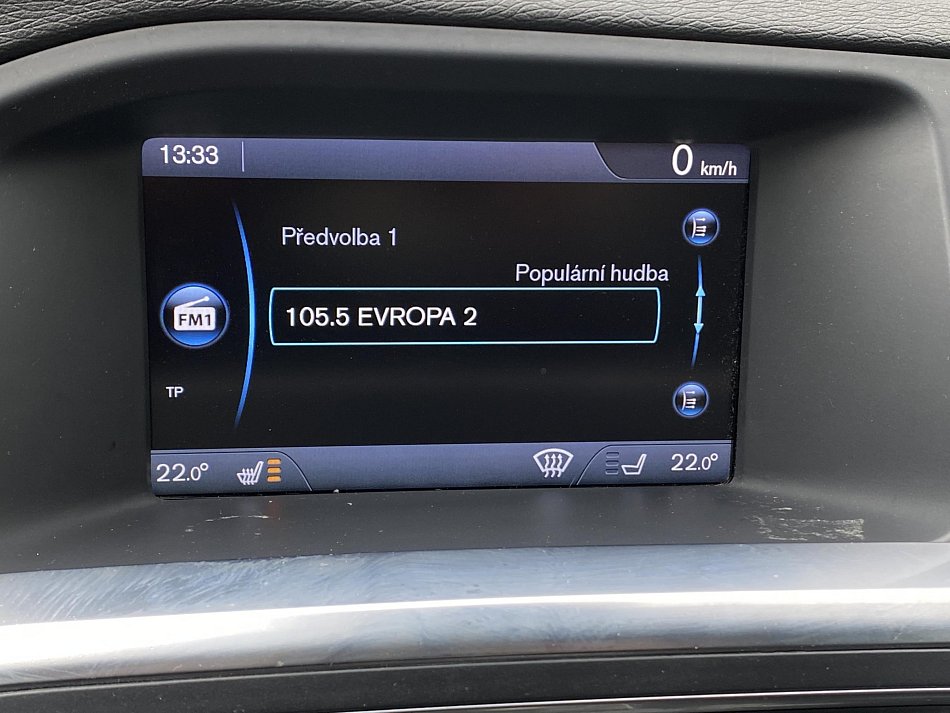 13:33
0 km/h
Předvolba 1
Populární hudba
FM1
105.5 EVROPA 2
TP
22.0°
22.0°